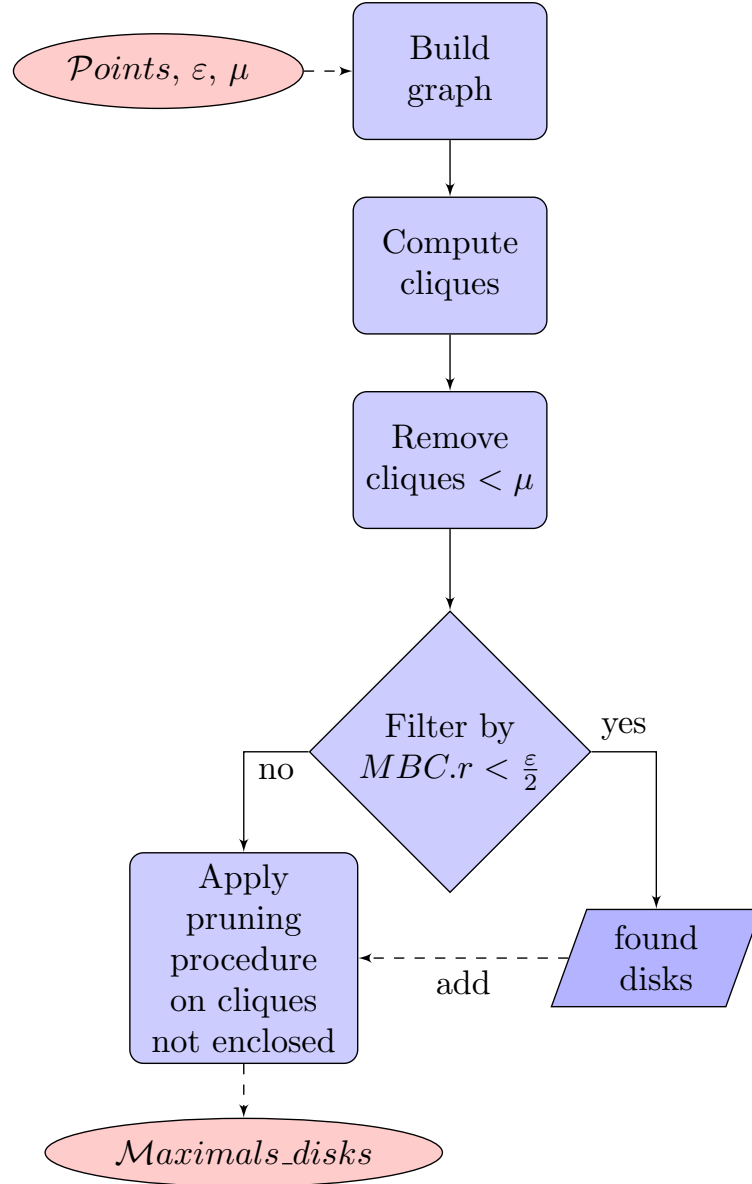 𝒫oints, ε, μ
Build
graph
Compute
cliques
Remove
cliques < μ
Filter by
MBC.r < ε/2
yes
no
Apply
pruning
procedure
on cliques
not enclosed
found
disks
add
ℳaximals_disks